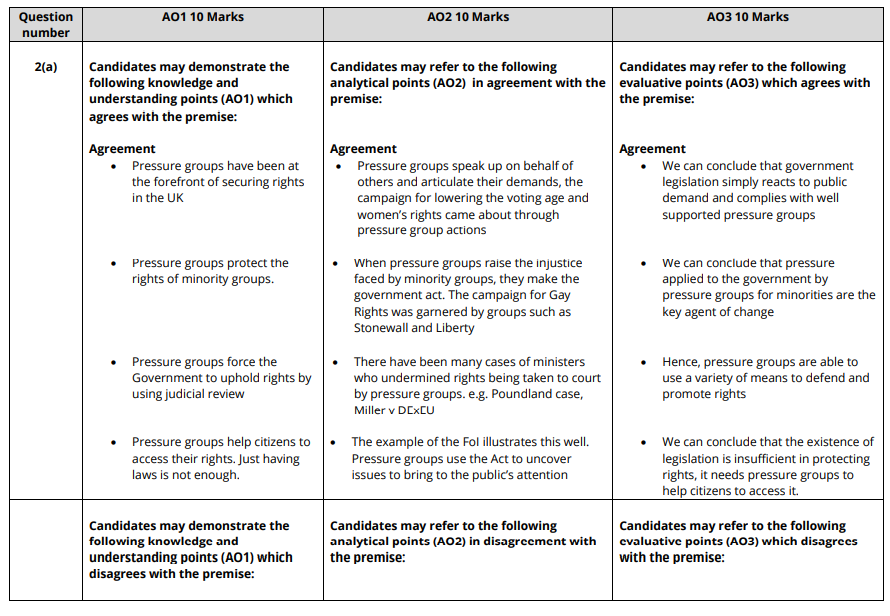 Question number
AO1 10 Marks
AO2 10 Marks
AO3 10 Marks
2(a)
Candidates may demonstrate the
following knowledge and
understanding points (AO1) which
agrees with the premise:
Agreement
• Pressure groups have been at
the forefront of securing rights
in the UK
• Pressure groups protect the
rights of minority groups.
• Pressure groups force the
Government to uphold rights by
using judicial review
• Pressure groups help citizens to
access their rights. Just having
laws is not enough.
Candidates may refer to the following
analytical points (AO2) in agreement with the
premise:
Agreement
• Pressure groups speak up on behalf of
others and articulate their demands, the
campaign for lowering the voting age and
women's rights came about through
pressure group actions
• When pressure groups raise the injustice
faced by minority groups, they make the
government act. The campaign for Gay
Rights was garnered by groups such as
Stonewall and Liberty
• There have been many cases of ministers
who undermined rights being taken to court
by pressure groups. e.g. Poundland case,
Miller v DExEU
• The example of the FoI illustrates this well.
Pressure groups use the Act to uncover
issues to bring to the public's attention
Candidates may refer to the following
evaluative points (AO3) which agrees with
the premise:
Agreement
• We can conclude that government
legislation simply reacts to public
demand and complies with well
supported pressure groups
• We can conclude that pressure
applied to the government by
pressure groups for minorities are the
key agent of change
• Hence, pressure groups are able to
use a variety of means to defend and
promote rights
• We can conclude that the existence of
legislation is insufficient in protecting
rights, it needs pressure groups to
help citizens to access it.
Candidates may demonstrate the
following knowledge and
understanding points (AO1) which
disagrees with the premise:
Candidates may refer to the following
analytical points (AO2) in disagreement with
the premise:
Candidates may refer to the following
evaluative points (AO3) which disagrees
with the premise: